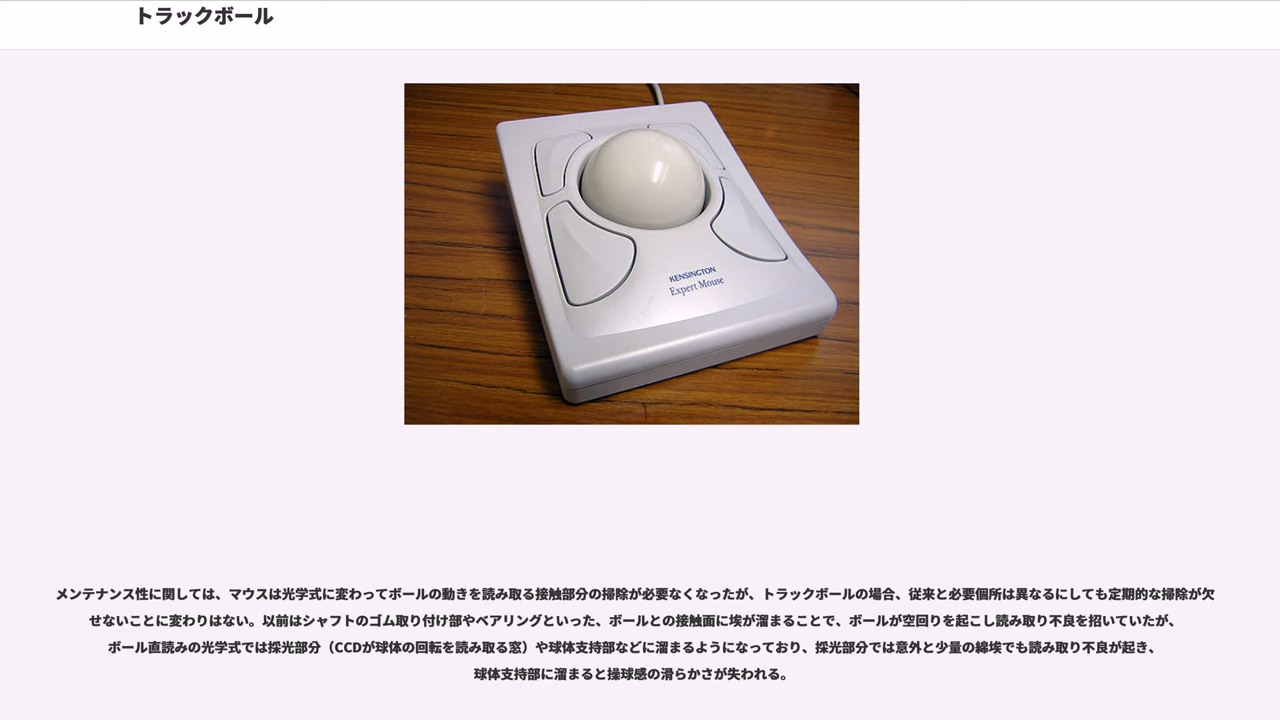 トラックボール
KENSINGTON
Expert Mouse
メンテナンス性に関しては、マウスは光学式に変わってボールの動きを読み取る接触部分の掃除が必要なくなったが、トラックボールの場合、従来と必要個所は異なるにしても定期的な掃除が欠
せないことに変わりはない。以前はシャフトのゴム取り付け部やベアリングといった、ボールとの接触面に埃が溜まることで、ボールが空回りを起こし読み取り不良を招いていたが、
ボール直読みの光学式では採光部分（CCDが球体の回転を読み取る窓）や球体支持部などに溜まるようになっており、採光部分では意外と少量の綿埃でも読み取り不良が起き、
球体支持部に溜まると操球感の滑らかさが失われる。